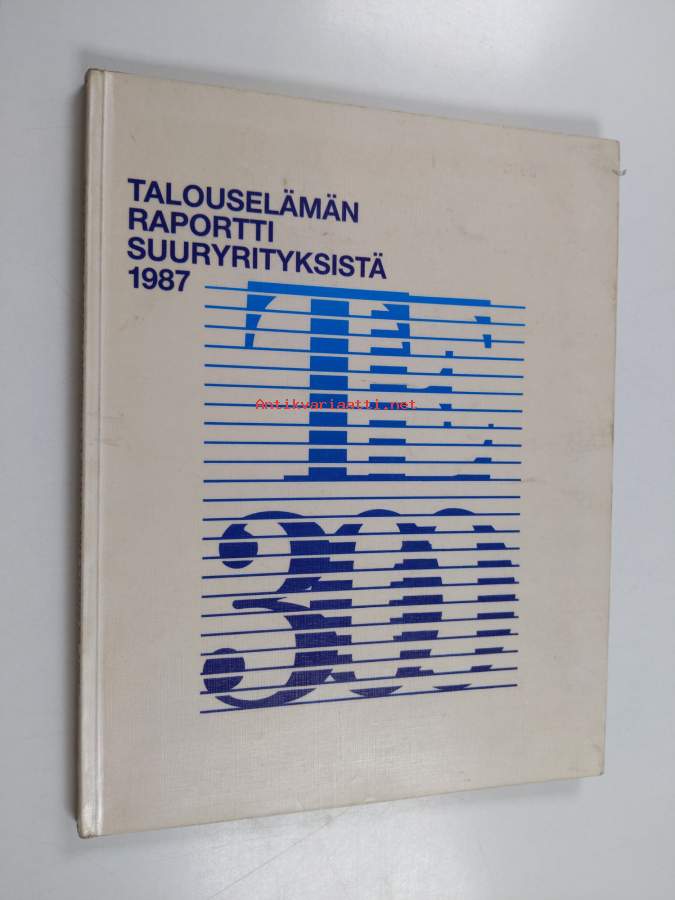 TALOUSELÄMÄN
RAPORTTI
SUURYRITYKSISTÄ
1987
TE
Antikvariaatti.net
300